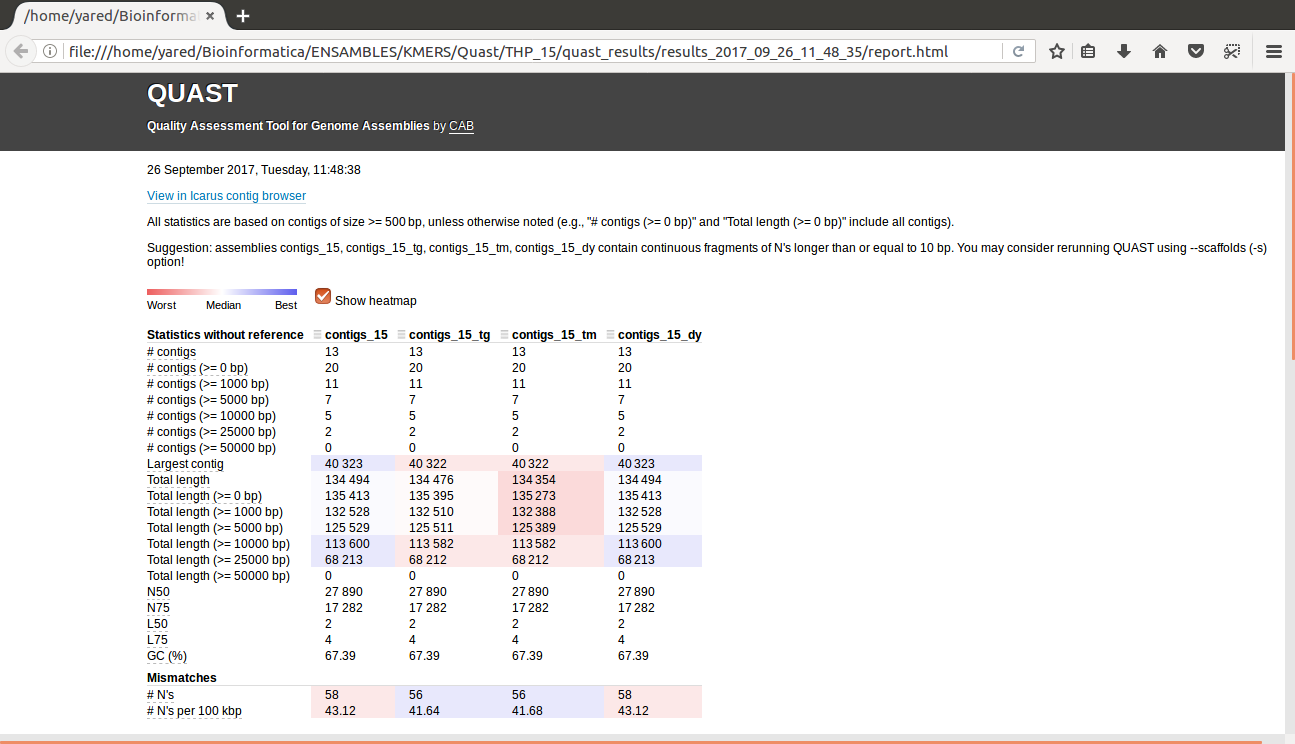 /home/yared/Bioinforma
file:///home/yared/Bioinformatica/ENSAMBLES/KMERS/Quast/THP_15/quast_results/results_2017_09_26_11_48_35/report.html
QUAST
Quality Assessment Tool for Genome Assemblies by CAB
26 September 2017, Tuesday, 11:48:38
View in Icarus contig browser
All statistics are based on contigs of size >= 500 bp, unless otherwise noted (e.g., "# contigs (>= 0 bp)" and "Total length (>= 0 bp)" include all contigs).
Suggestion: assemblies contigs_15, contigs_15_tg, contigs_15_tm, contigs_15_dy contain continuous fragments of N's longer than or equal to 10 bp. You may consider rerunning QUAST using --scaffolds (-s)
option!
Worst Median Best Show heatmap
Statistics without reference contigs_15 contigs_15_tg contigs_15_tm contigs_15_dy
# contigs 13 13 13 13
# contigs (>= 0 bp) 20 20 20 20
# contigs (>= 1000 bp) 11 11 11 11
# contigs (>= 5000 bp) 7 7 7 7
# contigs (>= 10000 bp) 5 5 5 5
# contigs (>= 25000 bp) 2 2 2 2
# contigs (>= 50000 bp) 0 0 0 0
Largest contig 40 323 40 322 40 322 40 323
Total length 134 494 134 476 134 354 134 494
Total length (>= 0 bp) 135 413 135 395 135 273 135 413
Total length (>= 1000 bp) 132 528 132 510 132 388 132 528
Total length (>= 5000 bp) 125 529 125 511 125 389 125 529
Total length (>= 10000 bp) 113 600 113 582 113 582 113 600
Total length (>= 25000 bp) 68 213 68 212 68 212 68 213
Total length (>= 50000 bp) 0 0 0 0
N50 27 890 27 890 27 890 27 890
N75 17 282 17 282 17 282 17 282
L50 2 2 2 2
L75 4 4 4 4
GC (%) 67.39 67.39 67.39 67.39
Mismatches
# N's 58 56 56 58
# N's per 100 kbp 43.12 41.64 41.68 43.12